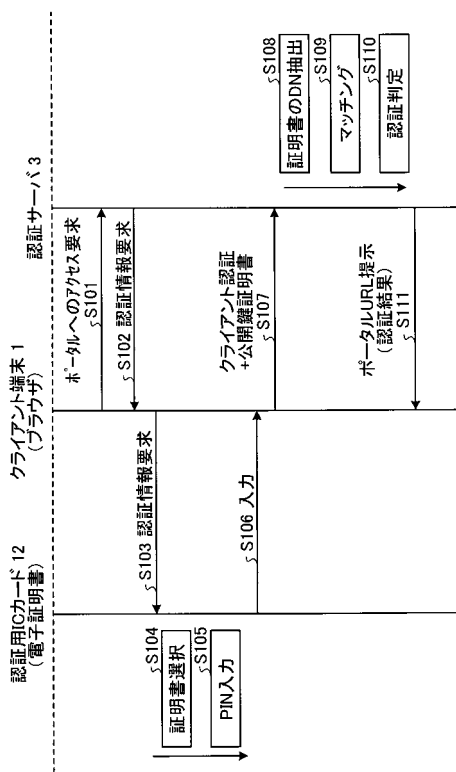 認証用ICカード 12
(電子証明書)
クライアント端末 1
(ブラウザ)
認証サーバ 3
ポータルへのアクセス要求
S101
S102 認証情報要求
S103 認証情報要求
S104
証明書選択
S105
PIN入力
S106 入力
クライアント認証
+公開鍵証明書
S107
S108
証明書のDN抽出
S109
マッチング
S110
認証判定
ポータルURL提示
(認証結果)
S111